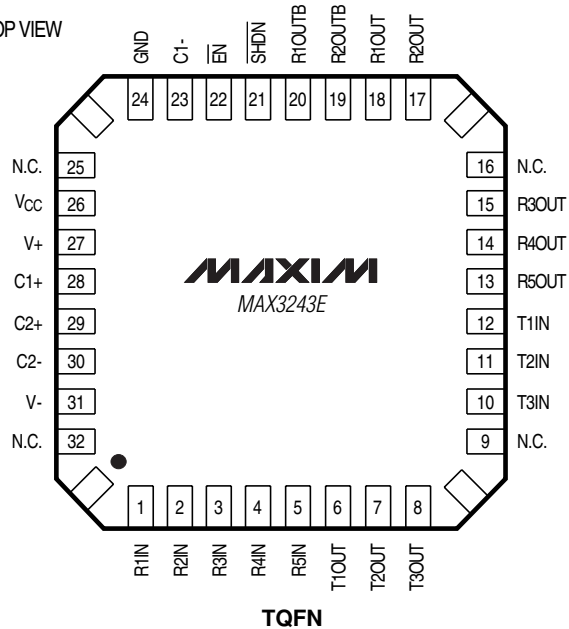 OP VIEW
GND
C1-
EN
SHDN
R1OUTB
R2OUTB
R1OUT
R2OUT
24 23 22 21 20 19 18 17
N.C. 25
VCC 26
V+ 27
C1+ 28
C2+ 29
C2- 30
V- 31
N.C. 32
MAXIM
MAX3243E
16 N.C.
15 R3OUT
14 R4OUT
13 R5OUT
12 T1IN
11 T2IN
10 T3IN
9 N.C.
1 2 3 4 5 6 7 8
R1IN
R2IN
R3IN
R4IN
R5IN
T1OUT
T2OUT
T3OUT
TQFN